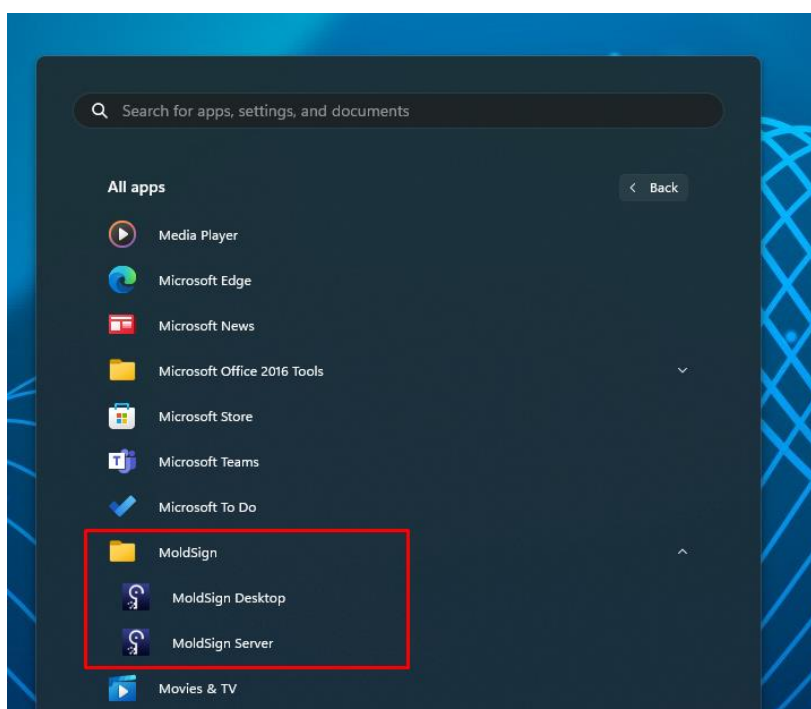 Search for apps, settings, and documents
All apps
Back
Media Player
Microsoft Edge
Microsoft News
Microsoft Office 2016 Tools
Microsoft Store
Microsoft Teams
Microsoft To Do
MoldSign
MoldSign Desktop
MoldSign Server
Movies & TV